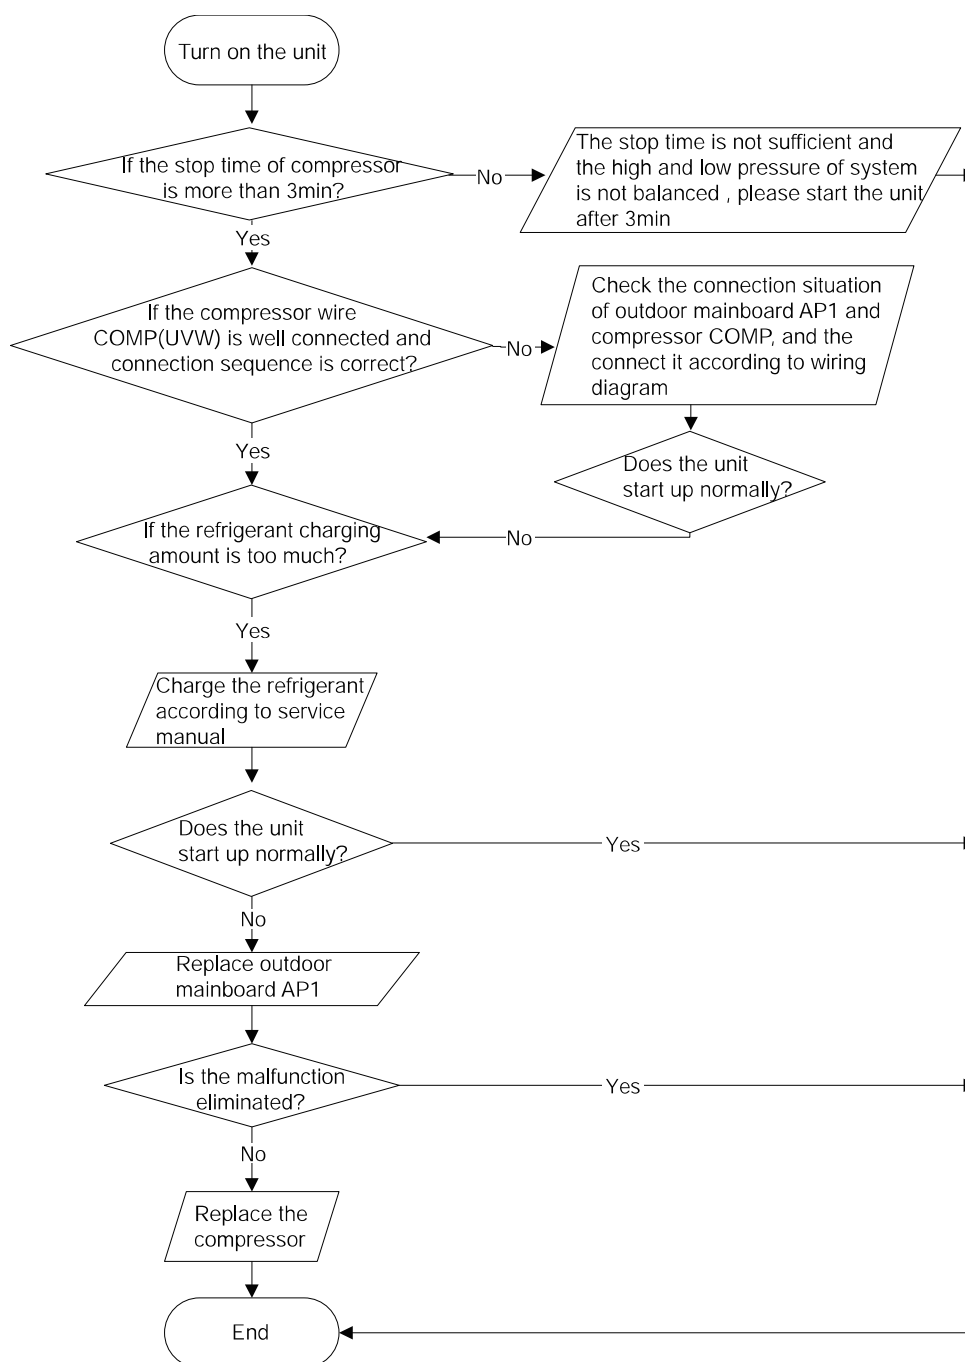 Turn on the unit
If the stop time of compressor
is more than 3min?
No
The stop time is not sufficient and
the high and low pressure of system
is not balanced , please start the unit
after 3min
Yes
If the compressor wire
COMP(UVW) is well connected and
connection sequence is correct?
No
Check the connection situation
of outdoor mainboard AP1 and
compressor COMP, and the
connect it according to wiring
diagram
Yes
Does the unit
start up normally?
No
If the refrigerant charging
amount is too much?
Yes
Charge the refrigerant
according to service
manual
Does the unit
start up normally?
Yes
No
Replace outdoor
mainboard AP1
Is the malfunction
eliminated?
Yes
No
Replace the
compressor
End